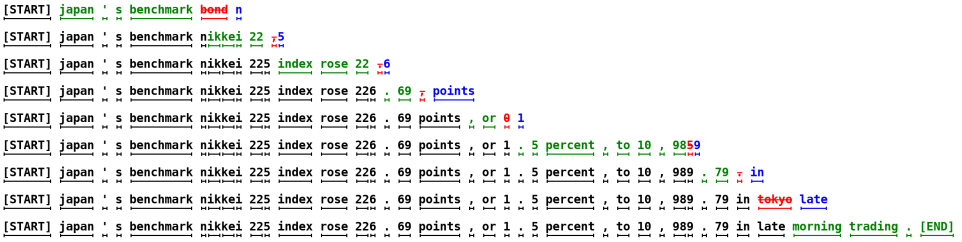 [START] japan ' s benchmark bond n
[START] japan ' s benchmark nikkei 22 , 5
[START] japan ' s benchmark nikkei 225 index rose 22 - 6
[START] japan ' s benchmark nikkei 225 index rose 226 . 69 , points
[START] japan ' s benchmark nikkei 225 index rose 226 . 69 points , or 0 1
[START] japan ' s benchmark nikkei 225 index rose 226 . 69 points , or 1 . 5 percent , to 10 , 9859
[START] japan ' s benchmark nikkei 225 index rose 226 . 69 points , or 1 . 5 percent , to 10 , 989 . 79 - in
[START] japan ' s benchmark nikkei 225 index rose 226 . 69 points , or 1 . 5 percent , to 10 , 989 . 79 in tokyo late
[START] japan ' s benchmark nikkei 225 index rose 226 . 69 points , or 1 . 5 percent , to 10 , 989 . 79 in late morning trading . [END]